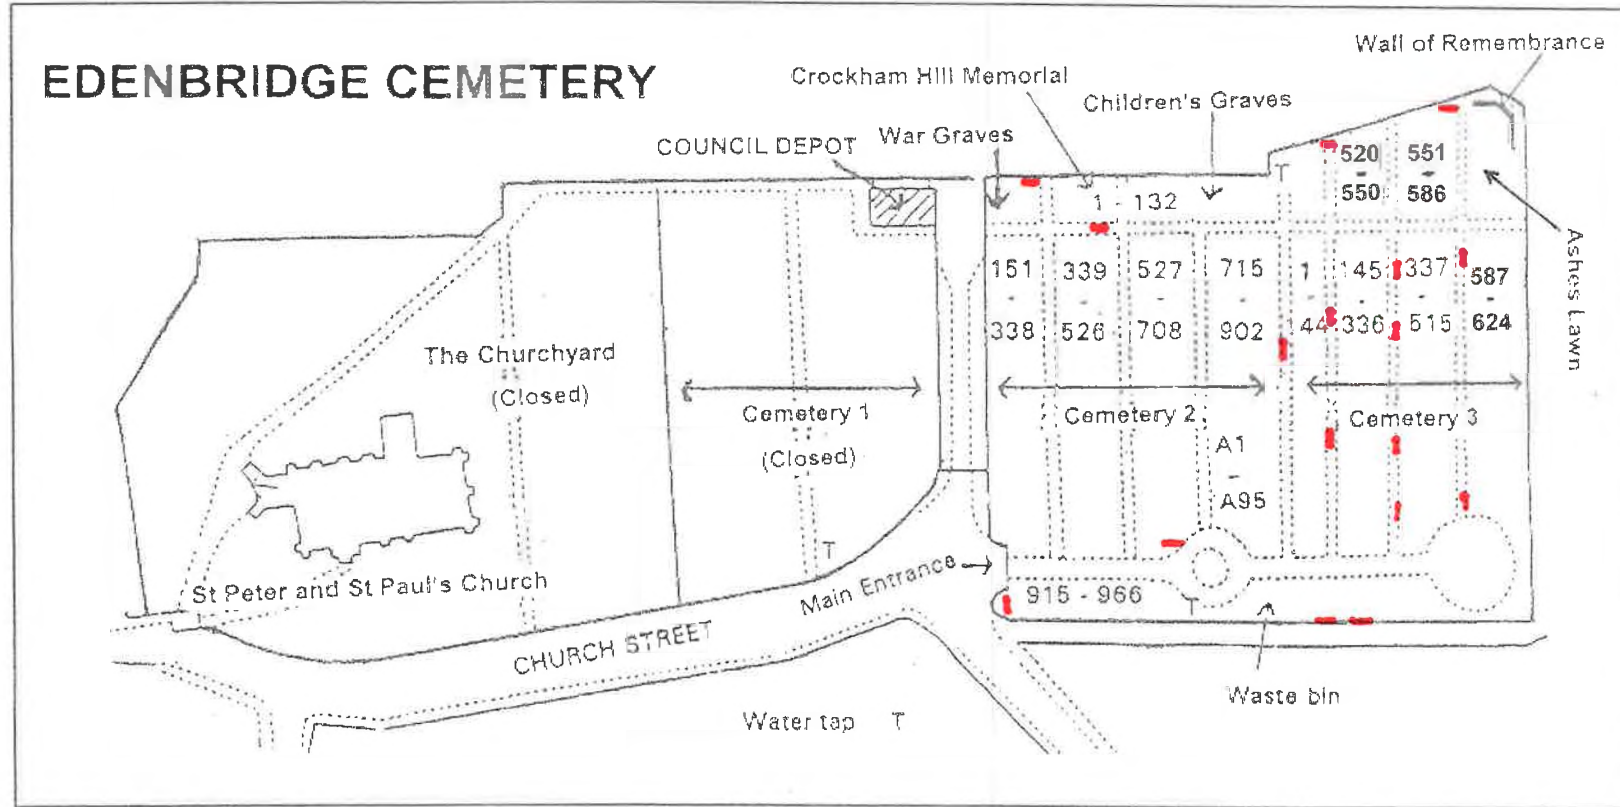 EDENBRIDGE CEMETERY
Wall of Remembrance
Crockham Hill Memorial
Children's Graves
War Graves
COUNCIL DEPOT
T
520
-
550
551
-
586
1 - 132
Ashes Lawn
151
-
338
339
-
526
527
-
708
715
-
902
1
-
144
145
-
336
337
-
515
587
-
624
The Churchyard
(Closed)
Cemetery 1
(Closed)
Cemetery 2
Cemetery 3
A1
-
A95
T
St Peter and St Paul's Church
Main Entrance
915 - 966
T
CHURCH STREET
Waste bin
Water tap T